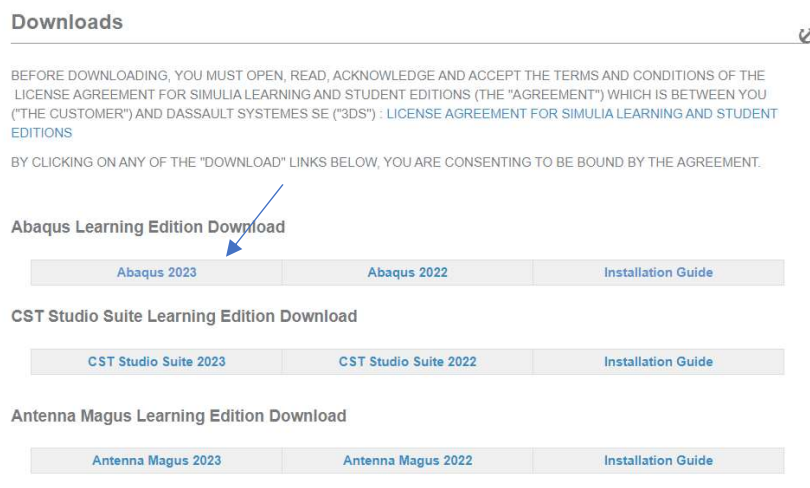 Downloads
BEFORE DOWNLOADING, YOU MUST OPEN, READ, ACKNOWLEDGE AND ACCEPT THE TERMS AND CONDITIONS OF THE
LICENSE AGREEMENT FOR SIMULIA LEARNING AND STUDENT EDITIONS (THE "AGREEMENT") WHICH IS BETWEEN YOU
("THE CUSTOMER") AND DASSAULT SYSTEMES SE ("3DS") : LICENSE AGREEMENT FOR SIMULIA LEARNING AND STUDENT
EDITIONS
BY CLICKING ON ANY OF THE "DOWNLOAD" LINKS BELOW, YOU ARE CONSENTING TO BE BOUND BY THE AGREEMENT.
Abaqus Learning Edition Download
Abaqus 2023 Abaqus 2022 Installation Guide
CST Studio Suite Learning Edition Download
CST Studio Suite 2023 CST Studio Suite 2022 Installation Guide
Antenna Magus Learning Edition Download
Antenna Magus 2023 Antenna Magus 2022 Installation Guide